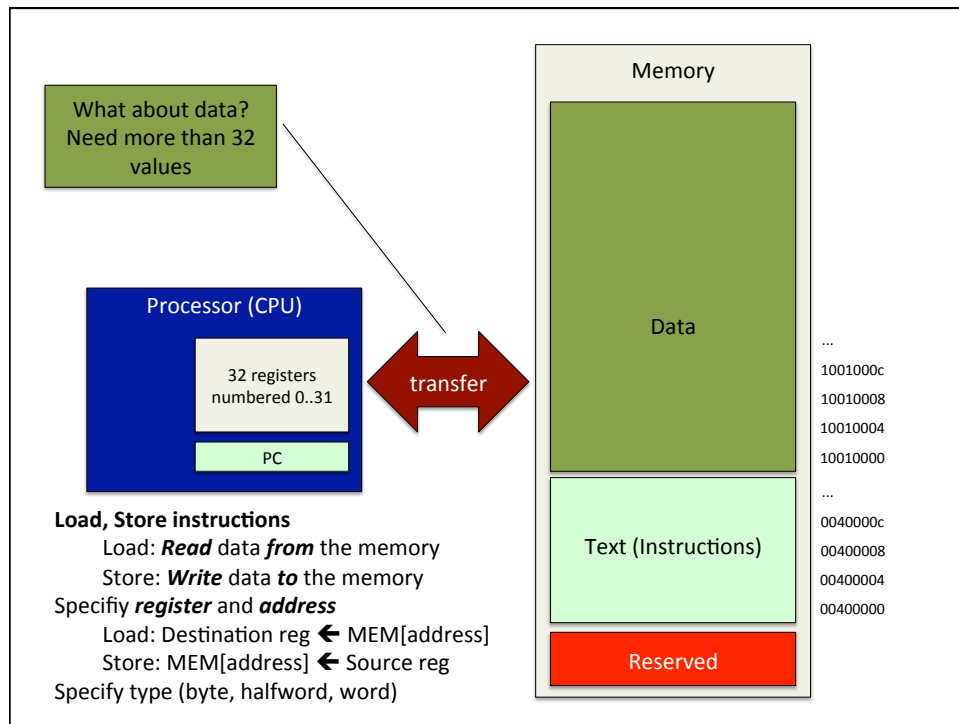 What about data?
Need more than 32
values
Processor (CPU)
32 registers
numbered 0..31
PC
transfer
Memory
Data
...
1001000c
10010008
10010004
10010000
Text (Instructions)
...
0040000c
00400008
00400004
00400000
Reserved
Load, Store instructions
Load: Read data from the memory
Store: Write data to the memory
Specifiy register and address
Load: Destination reg 🡸 MEM[address]
Store: MEM[address] 🡸 Source reg
Specify type (byte, halfword, word)